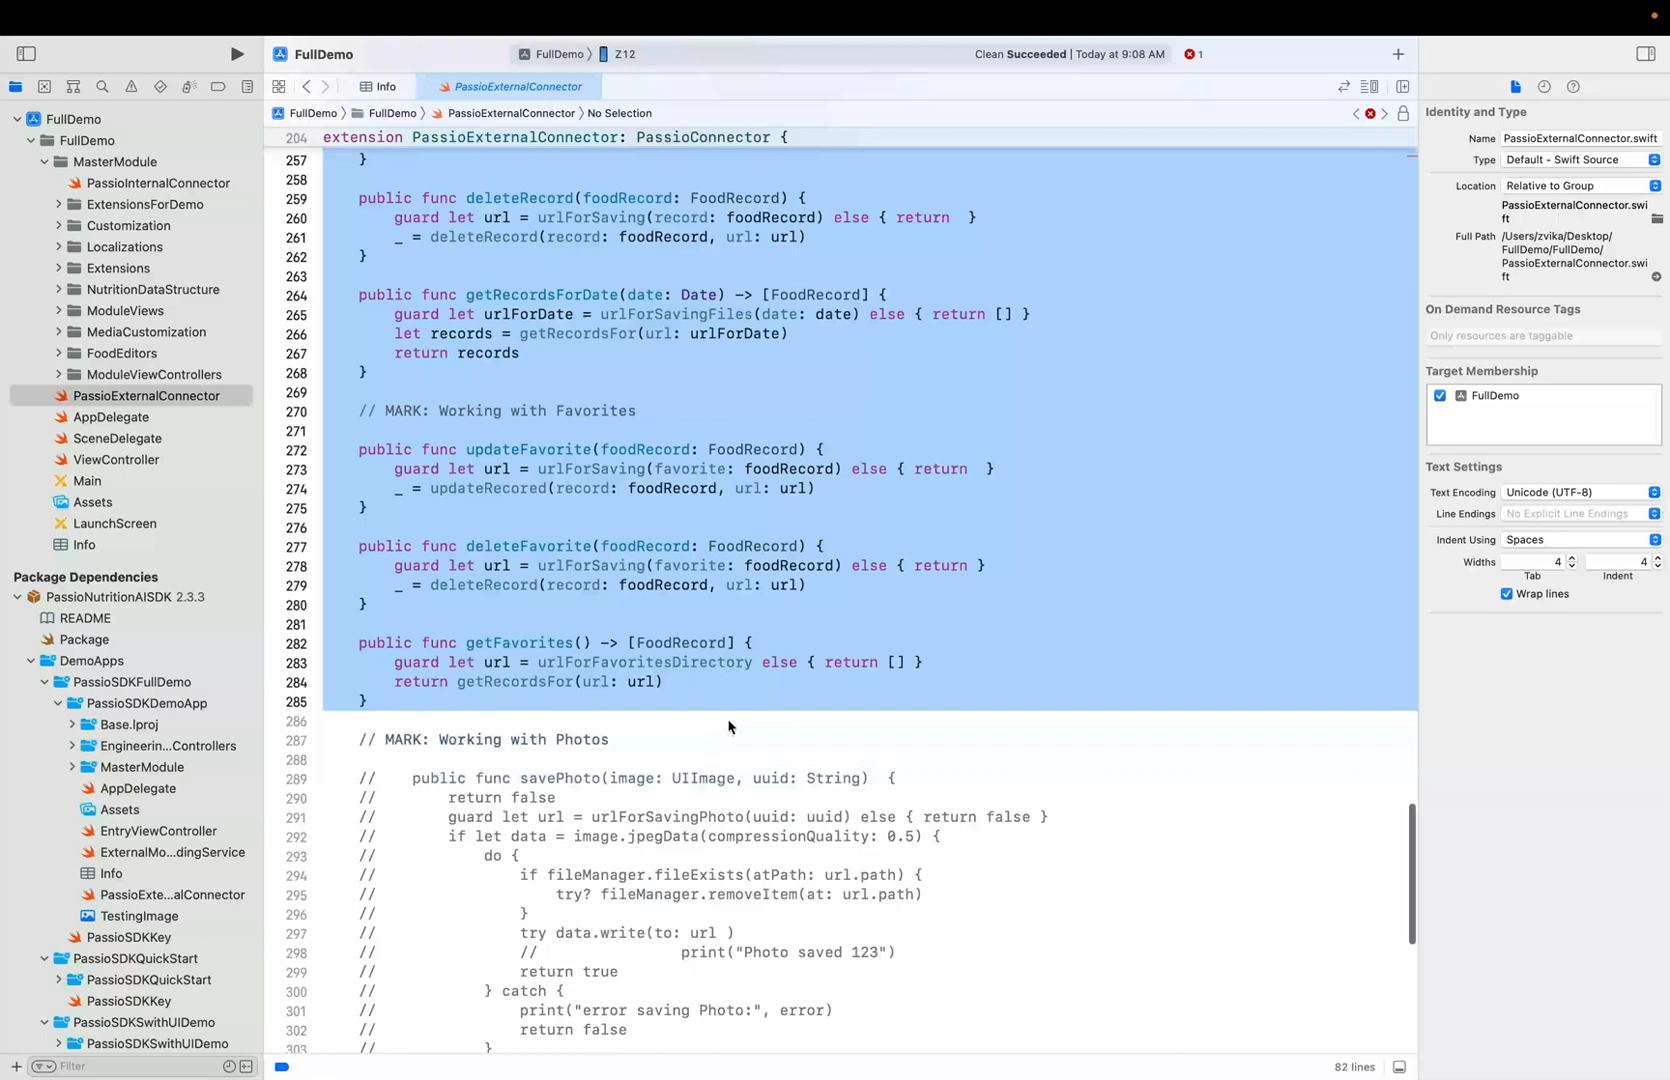 FullDemo
FullDemo
Z12
Clean Succeeded | Today at 9:08 AM
1
Info
PassioExternalConnector
FullDemo
FullDemo
PassioExternalConnector
No Selection
FullDemo
FullDemo
MasterModule
PassioInternalConnector
ExtensionsForDemo
Customization
Localizations
Extensions
NutritionDataStructure
ModuleViews
MediaCustomization
FoodEditors
ModuleViewControllers
PassioExternalConnector
AppDelegate
SceneDelegate
ViewController
Main
Assets
LaunchScreen
Info
Package Dependencies
PassioNutritionAISDK 2.3.3
README
Package
DemoApps
PassioSDKFullDemo
PassioSDKDemoApp
Base.lproj
Engineerin...Controllers
MasterModule
AppDelegate
Assets
EntryViewController
ExternalMo...dingService
Info
PassioExte...alConnector
TestingImage
PassioSDKKey
PassioSDKQuickStart
PassioSDKQuickStart
PassioSDKKey
PassioSDKSwithUIDemo
PassioSDKSwithUIDemo
Filter
204 extension PassioExternalConnector: PassioConnector {
257 }
258
259 public func deleteRecord(foodRecord: FoodRecord) {
260 guard let url = urlForSaving(record: foodRecord) else { return  }
261 _ = deleteRecord(record: foodRecord, url: url)
262 }
263
264 public func getRecordsForDate(date: Date) -> [FoodRecord] {
265 guard let urlForDate = urlForSavingFiles(date: date) else { return [] }
266 let records = getRecordsFor(url: urlForDate)
267 return records
268 }
269
270 // MARK: Working with Favorites
271
272 public func updateFavorite(foodRecord: FoodRecord) {
273 guard let url = urlForSaving(favorite: foodRecord) else { return  }
274 _ = updateRecored(record: foodRecord, url: url)
275 }
276
277 public func deleteFavorite(foodRecord: FoodRecord) {
278 guard let url = urlForSaving(favorite: foodRecord) else { return }
279 _ = deleteRecord(record: foodRecord, url: url)
280 }
281
282 public func getFavorites() -> [FoodRecord] {
283 guard let url = urlForFavoritesDirectory else { return [] }
284 return getRecordsFor(url: url)
285 }
286
287 // MARK: Working with Photos
288
289 // public func savePhoto(image: UIImage, uuid: String)  {
290 // return false
291 // guard let url = urlForSavingPhoto(uuid: uuid) else { return false }
292 // if let data = image.jpegData(compressionQuality: 0.5) {
293 // do {
294 // if fileManager.fileExists(atPath: url.path) {
295 // try? fileManager.removeItem(at: url.path)
296 // }
297 // try data.write(to: url )
298 // // print("Photo saved 123")
299 // return true
300 // } catch {
301 // print("error saving Photo:", error)
302 // return false
303 // }
82 lines
Identity and Type
Name PassioExternalConnector.swift
Type Default - Swift Source
Location Relative to Group
PassioExternalConnector.swi
ft
Full Path /Users/zvika/Desktop/
FullDemo/FullDemo/
PassioExternalConnector.swi
ft
On Demand Resource Tags
Only resources are taggable
Target Membership
FullDemo
Text Settings
Text Encoding Unicode (UTF-8)
Line Endings No Explicit Line Endings
Indent Using Spaces
Widths 4 4
Tab Indent
Wrap lines